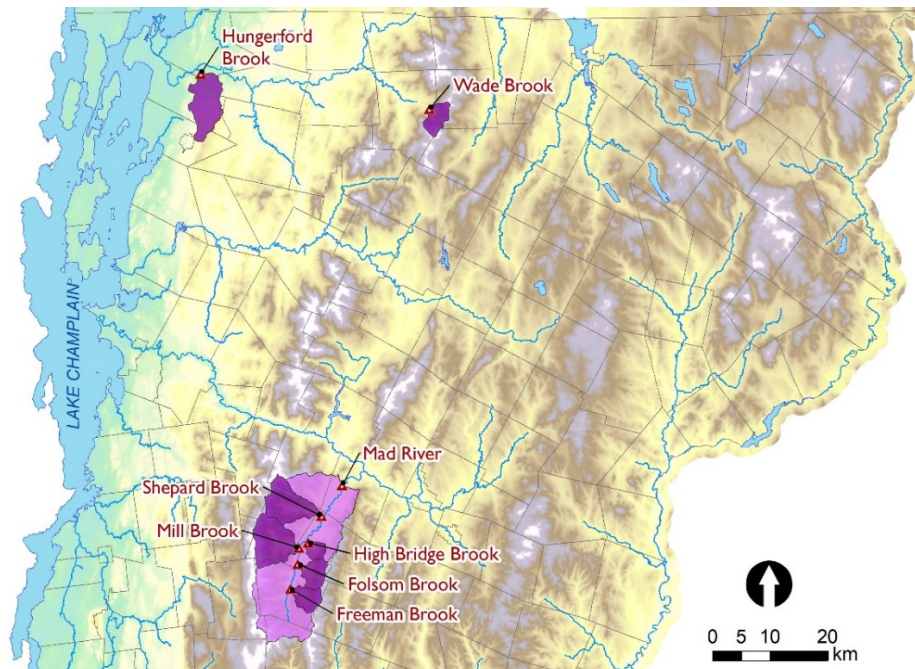 Hungerford
Brook
Wade Brook
LAKE CHAMPLAIN
Mad River
Shepard Brook
Mill Brook
High Bridge Brook
Folsom Brook
Freeman Brook
0 5 10 20
km